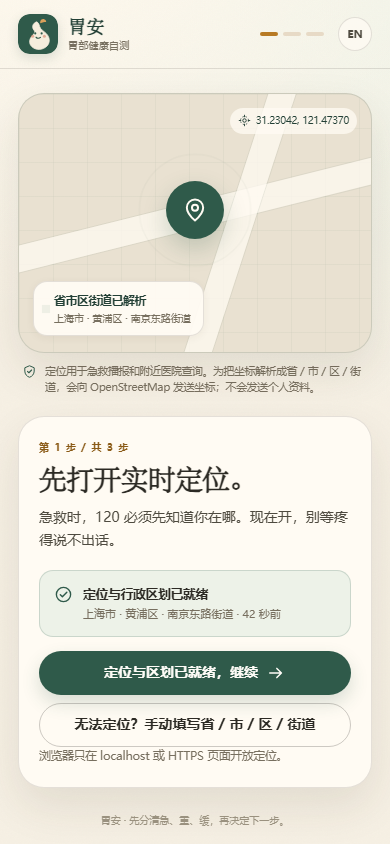 胃安
胃部健康自测
EN
31.23042, 121.47370
省市区街道已解析
上海市 · 黄浦区 · 南京东路街道
定位用于急救播报和附近医院查询。为把坐标解析成省 / 市 / 区 / 街
道，会向 OpenStreetMap 发送坐标；不会发送个人资料。
第 1 步 / 共 3 步
先打开实时定位。
急救时，120 必须先知道你在哪。现在开，别等疼
得说不出话。
定位与行政区划已就绪
上海市 · 黄浦区 · 南京东路街道 · 42 秒前
定位与区划已就绪，继续 →
无法定位？手动填写省 / 市 / 区 / 街道
浏览器只在 localhost 或 HTTPS 页面开放定位。
胃安 · 先分清急、重、缓，再决定下一步。